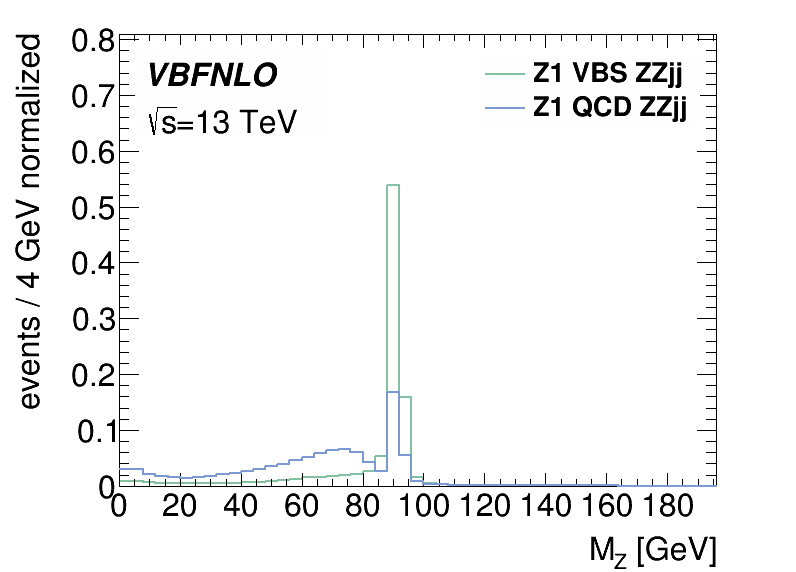 events / 4 GeV normalized
0.8
0.7
0.6
0.5
0.4
0.3
0.2
0.1
0
VBFNLO
√s=13 TeV
Z1 VBS ZZjj
Z1 QCD ZZjj
0 20 40 60 80 100 120 140 160 180
M_Z [GeV]